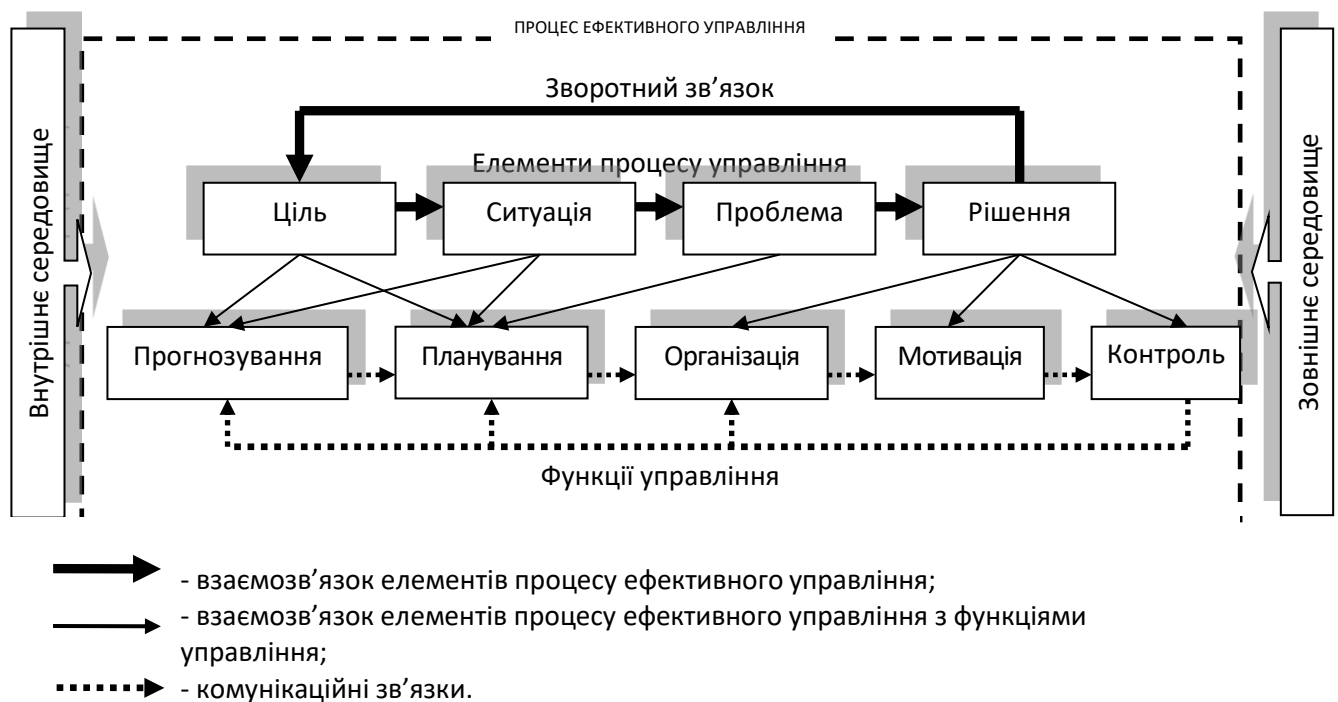 ПРОЦЕС ЕФЕКТИВНОГО УПРАВЛІННЯ
Внутрішнє середовище
Зворотний зв’язок
Елементи процесу управління
Ціль
Ситуація
Проблема
Рішення
Прогнозування
Планування
Організація
Мотивація
Контроль
Функції управління
Зовнішнє середовище
- взаємозв’язок елементів процесу ефективного управління;
- взаємозв’язок елементів процесу ефективного управління з функціями
управління;
- комунікаційні зв’язки.